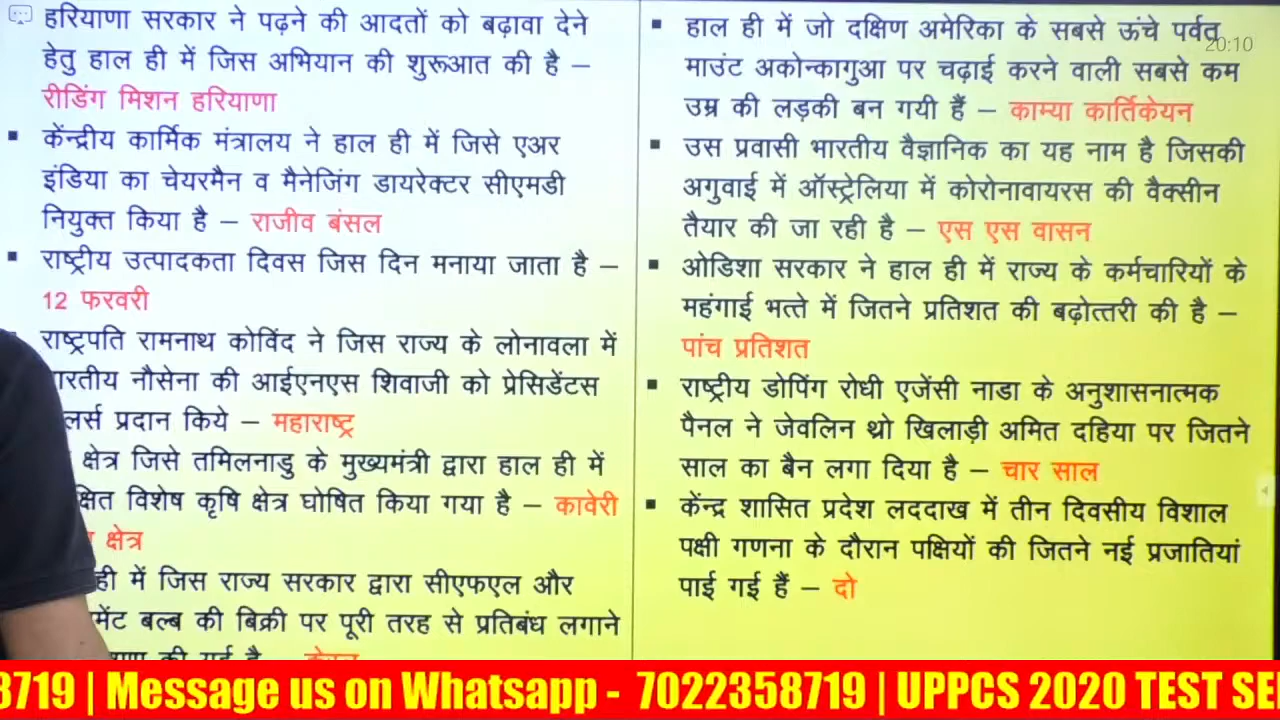 हरियाणा सरकार ने पढ़ने की आदतों को बढ़ावा देने
हेतु हाल ही में जिस अभियान की शुरूआत की है –
रीडिंग मिशन हरियाणा
▪ केंन्द्रीय कार्मिक मंत्रालय ने हाल ही में जिसे एअर
इंडिया का चेयरमैन व मैनेजिंग डायरेक्टर सीएमडी
नियुक्त किया है – राजीव बंसल
▪ राष्ट्रीय उत्पादकता दिवस जिस दिन मनाया जाता है –
12 फरवरी
राष्ट्रपति रामनाथ कोविंद ने जिस राज्य के लोनावला में
ारतीय नौसेना की आईएनएस शिवाजी को प्रेसिडेंटस
लर्स प्रदान किये – महाराष्ट्र
क्षेत्र जिसे तमिलनाडु के मुख्यमंत्री द्वारा हाल ही में
क्षित विशेष कृषि क्षेत्र घोषित किया गया है – कावेरी
क्षेत्र
ही में जिस राज्य सरकार द्वारा सीएफएल और
मेंट बल्ब की बिक्री पर पूरी तरह से प्रतिबंध लगाने
की गई है –
▪ हाल ही में जो दक्षिण अमेरिका के सबसे ऊंचे पर्वत
20:10
माउंट अकोन्कागुआ पर चढ़ाई करने वाली सबसे कम
उम्र की लड़की बन गयी हैं – काम्या कार्तिकेयन
▪ उस प्रवासी भारतीय वैज्ञानिक का यह नाम है जिसकी
अगुवाई में ऑस्ट्रेलिया में कोरोनावायरस की वैक्सीन
तैयार की जा रही है – एस एस वासन
▪ ओडिशा सरकार ने हाल ही में राज्य के कर्मचारियों के
महंगाई भत्ते में जितने प्रतिशत की बढ़ोत्तरी की है –
पांच प्रतिशत
▪ राष्ट्रीय डोपिंग रोधी एजेंसी नाडा के अनुशासनात्मक
पैनल ने जेवलिन थ्रो खिलाड़ी अमित दहिया पर जितने
साल का बैन लगा दिया है – चार साल
▪ केंन्द्र शासित प्रदेश लददाख में तीन दिवसीय विशाल
पक्षी गणना के दौरान पक्षियों की जितने नई प्रजातियां
पाई गई हैं – दो
8719 | Message us on Whatsapp - 7022358719 | UPPCS 2020 TEST SE